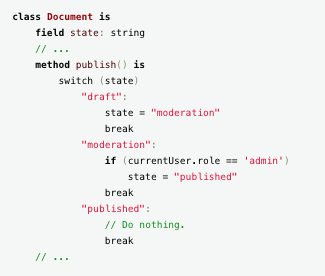 class Document is
    field state: string
    // ...
    method publish() is
        switch (state)
            "draft":
                state = "moderation"
                break
            "moderation":
                if (currentUser.role == 'admin')
                    state = "published"
                break
            "published":
                // Do nothing.
                break
    // ...